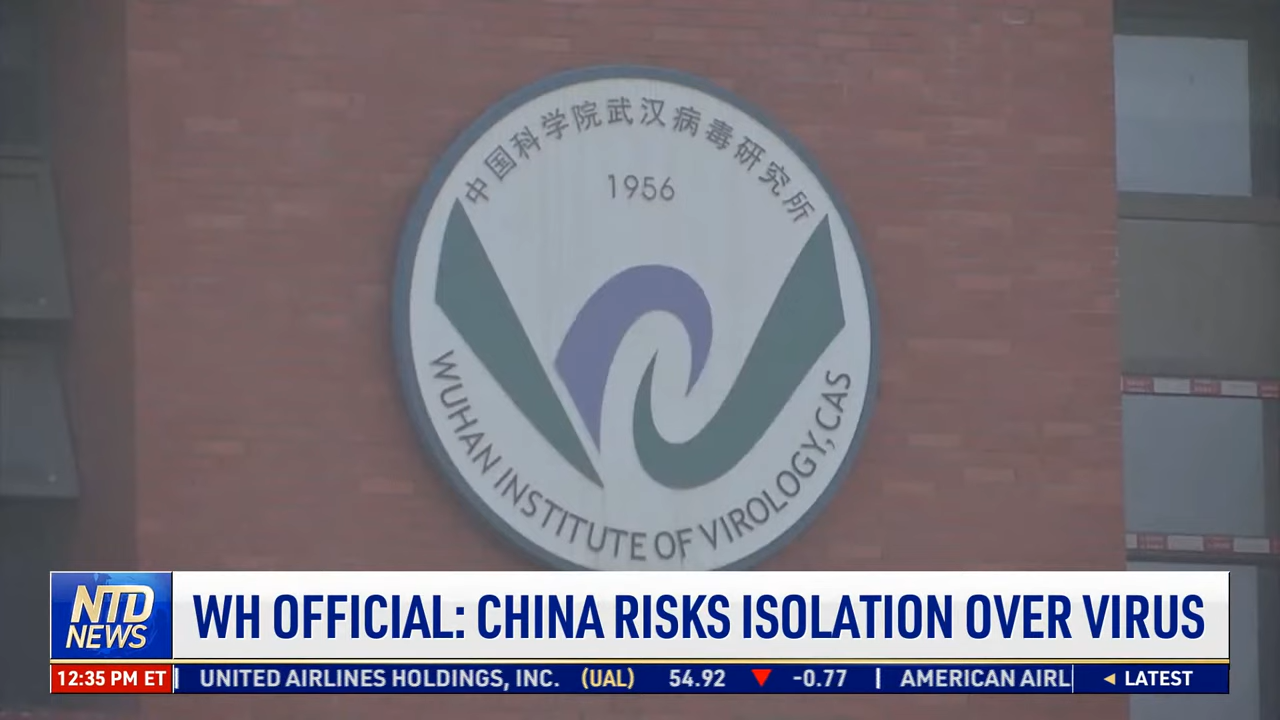 中国科学院武汉病毒研究所
1956
WUHAN INSTITUTE OF VIROLOGY, CAS
NTD NEWS
WH OFFICIAL: CHINA RISKS ISOLATION OVER VIRUS
12:35 PM ET
UNITED AIRLINES HOLDINGS, INC. (UAL) 54.92 ▼ -0.77 | AMERICAN AIRL
◄ LATEST